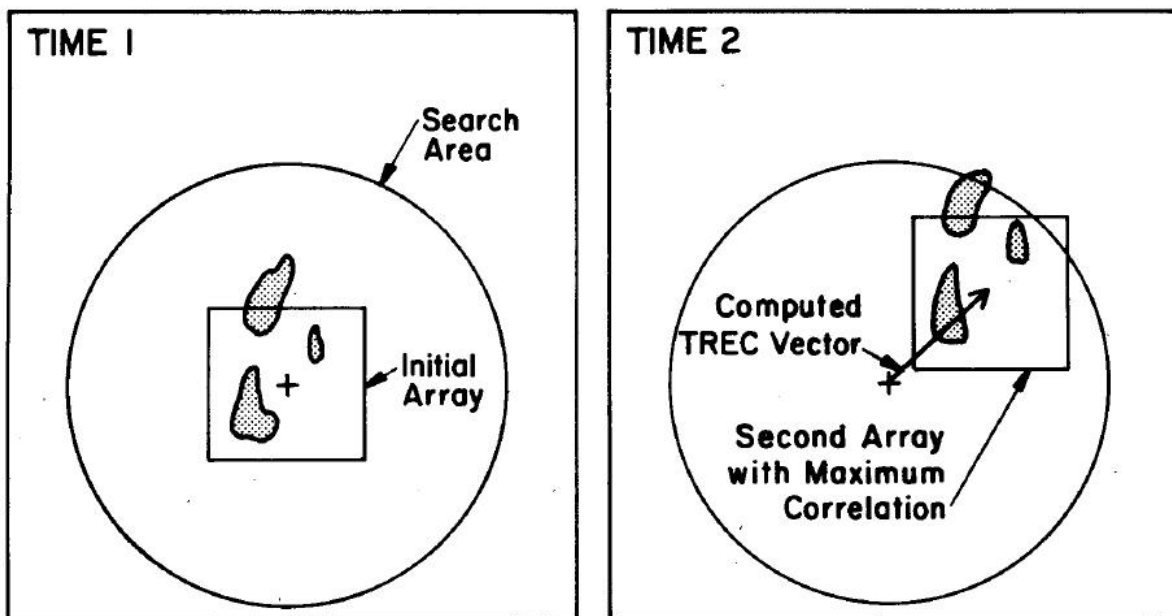 TIME 1
Search
Area
Initial
Array
TIME 2
Computed
TREC Vector
Second Array
with Maximum
Correlation